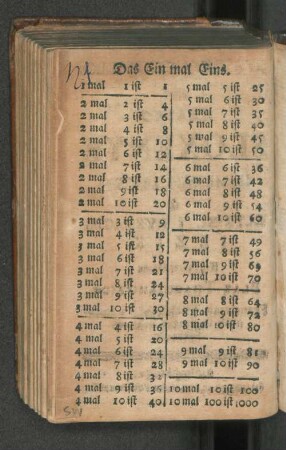 Das Ein mal Eins.
1 mal 1 ist 1
2 mal 2 ist 4
2 mal 3 ist 6
2 mal 4 ist 8
2 mal 5 ist 10
2 mal 6 ist 12
2 mal 7 ist 14
2 mal 8 ist 16
2 mal 9 ist 18
2 mal 10 ist 20
3 mal 3 ist 9
3 mal 4 ist 12
3 mal 5 ist 15
3 mal 6 ist 18
3 mal 7 ist 21
3 mal 8 ist 24
3 mal 9 ist 27
3 mal 10 ist 30
4 mal 4 ist 16
4 mal 5 ist 20
4 mal 6 ist 24
4 mal 7 ist 28
4 mal 8 ist 32
4 mal 9 ist 36
4 mal 10 ist 40
5 mal 5 ist 25
5 mal 6 ist 30
5 mal 7 ist 35
5 mal 8 ist 40
5 mal 9 ist 45
5 mal 10 ist 50
6 mal 6 ist 36
6 mal 7 ist 42
6 mal 8 ist 48
6 mal 9 ist 54
6 mal 10 ist 60
7 mal 7 ist 49
7 mal 8 ist 56
7 mal 9 ist
7 mal 10 ist 70
8 mal 8 ist 64
8 mal 9 ist 72
8 mal 10 ist 80
9 mal 9 ist 81
9 mal 10 ist 90
10 mal 10 ist 100
10 mal 100 ist 1000